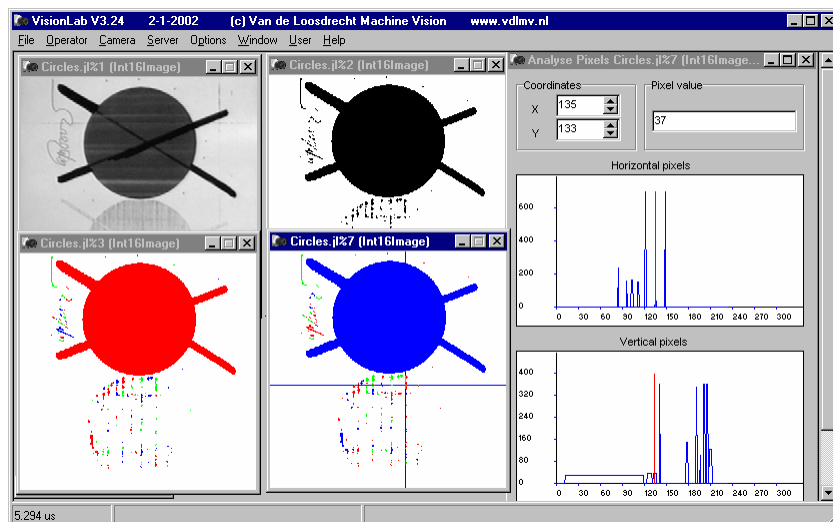 VisionLab V3.24 2-1-2002 (c) Van de Loosdrecht Machine Vision www.vdlmv.nl
File Operator Camera Server Options Window User Help
Circles.jl%1 (Int16Image)
Circles.jl%2 (Int16Image)
Analyse Pixels Circles.jl%7 (Int16Image...
Coordinates
X 135
Y 133
Pixel value
37
Horizontal pixels
600
400
200
0
0 30 60 90 120 150 180 210 240 270 300
Circles.jl%3 (Int16Image)
Circles.jl%7 (Int16Image)
Vertical pixels
400
320
240
160
80
0
0 30 60 90 120 150 180 210 240 270 300
5.294 us